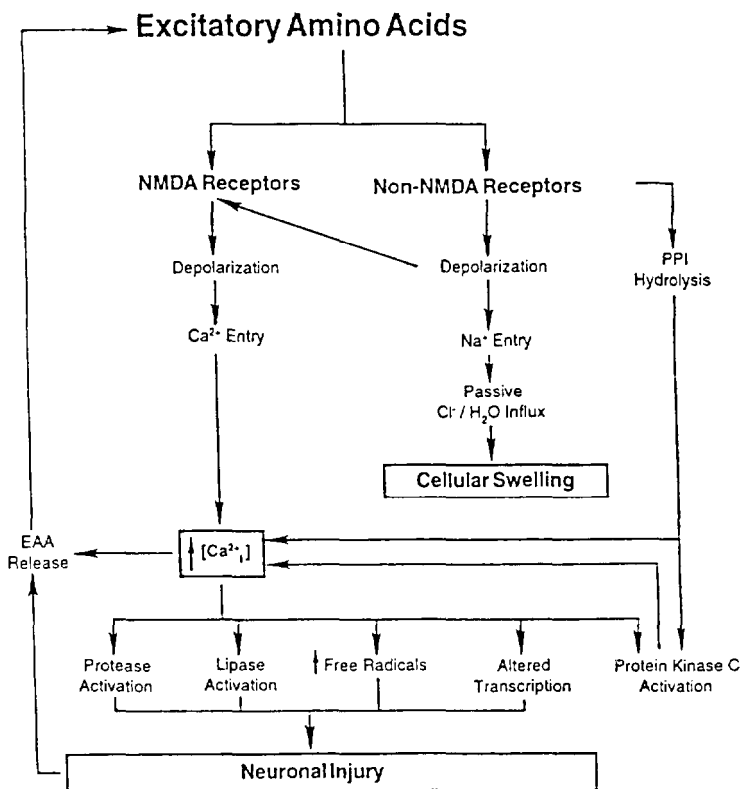 Excitatory Amino Acids
NMDA Receptors
Non-NMDA Receptors
Depolarization
Depolarization
PPI
Hydrolysis
Ca²⁺ Entry
Na⁺ Entry
Passive
Cl⁻ / H₂O Influx
Cellular Swelling
EAA
Release
↑ [Ca²⁺ᵢ]
Protease
Activation
Lipase
Activation
↑ Free Radicals
Altered
Transcription
Protein Kinase C
Activation
Neuronal Injury